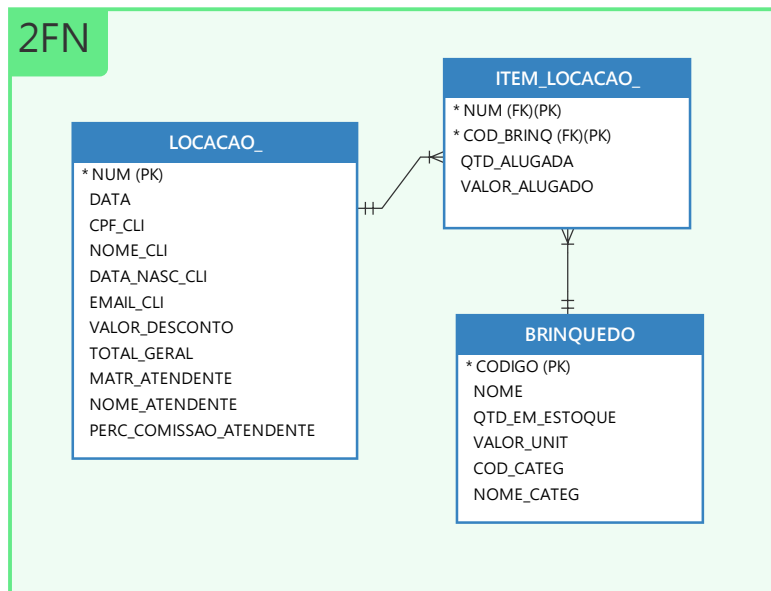 2FN
LOCACAO_
* NUM (PK)
DATA
CPF_CLI
NOME_CLI
DATA_NASC_CLI
EMAIL_CLI
VALOR_DESCONTO
TOTAL_GERAL
MATR_ATENDENTE
NOME_ATENDENTE
PERC_COMISSAO_ATENDENTE
ITEM_LOCACAO_
* NUM (FK)(PK)
* COD_BRINQ (FK)(PK)
QTD_ALUGADA
VALOR_ALUGADO
BRINQUEDO
* CODIGO (PK)
NOME
QTD_EM_ESTOQUE
VALOR_UNIT
COD_CATEG
NOME_CATEG